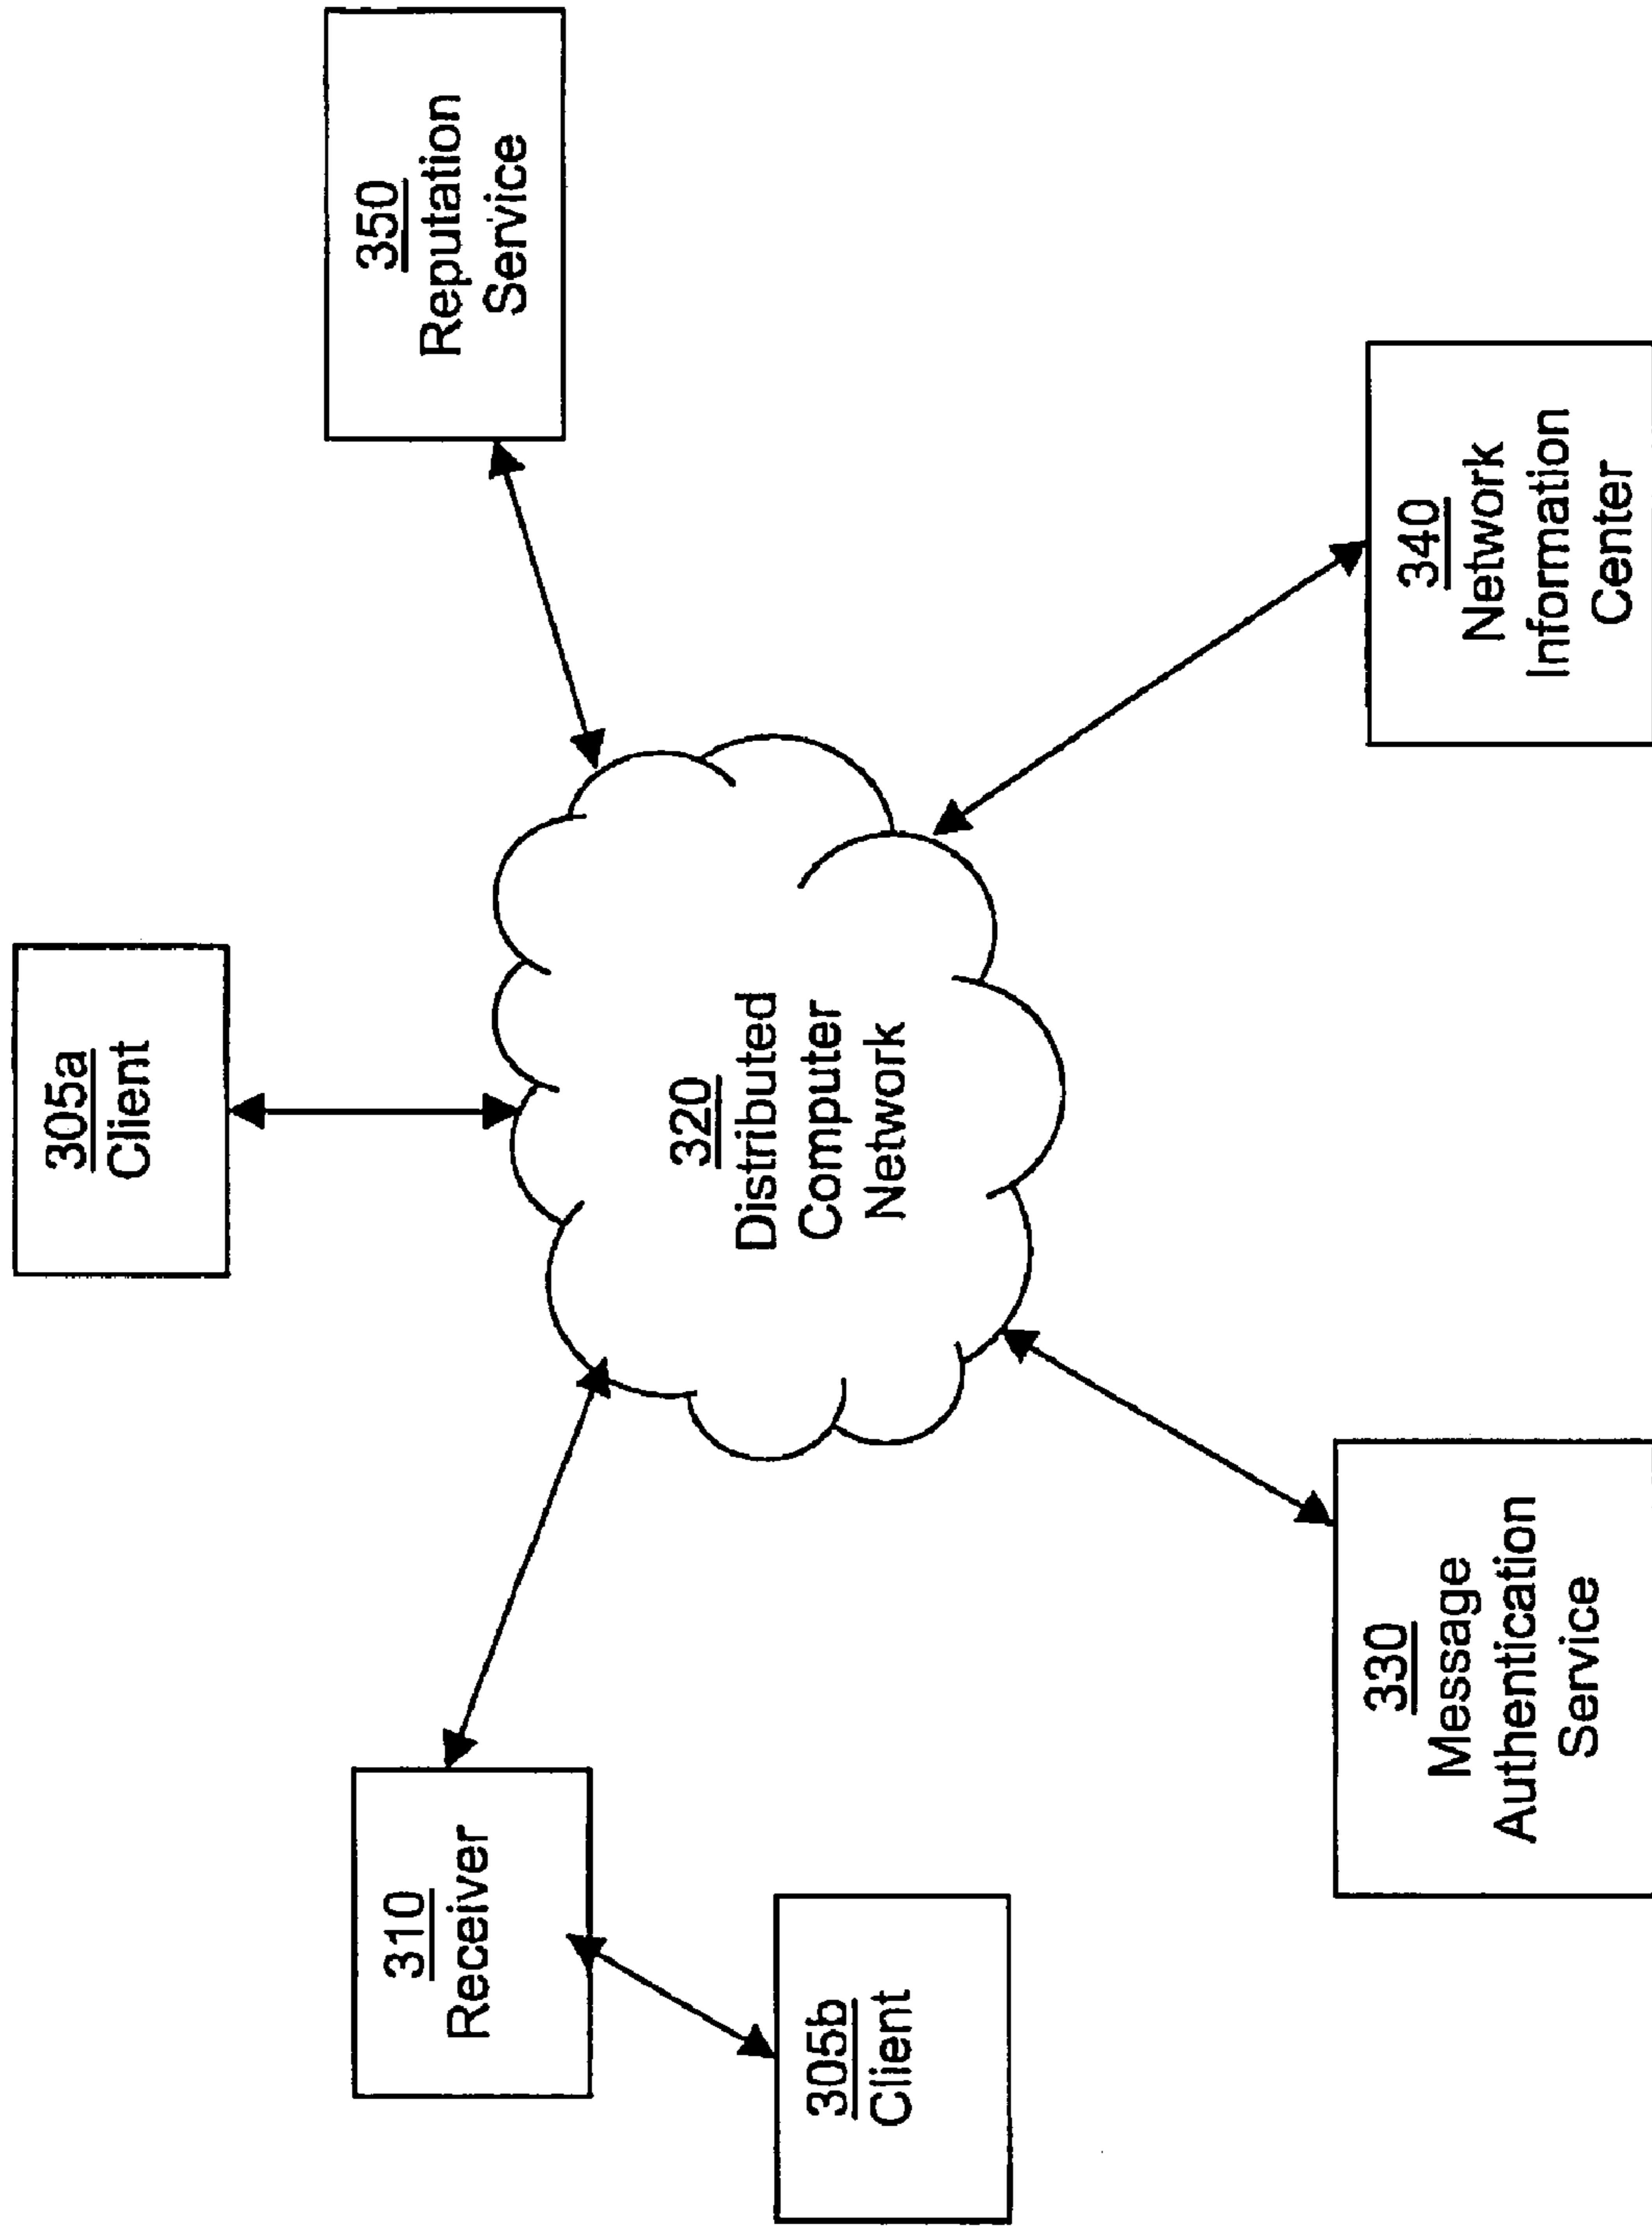 305a
Client
310
Receiver
350
Reputation
Service
305b
Client
320
Distributed
Computer
Network
330
Message
Authentication
Service
340
Network
Information
Center